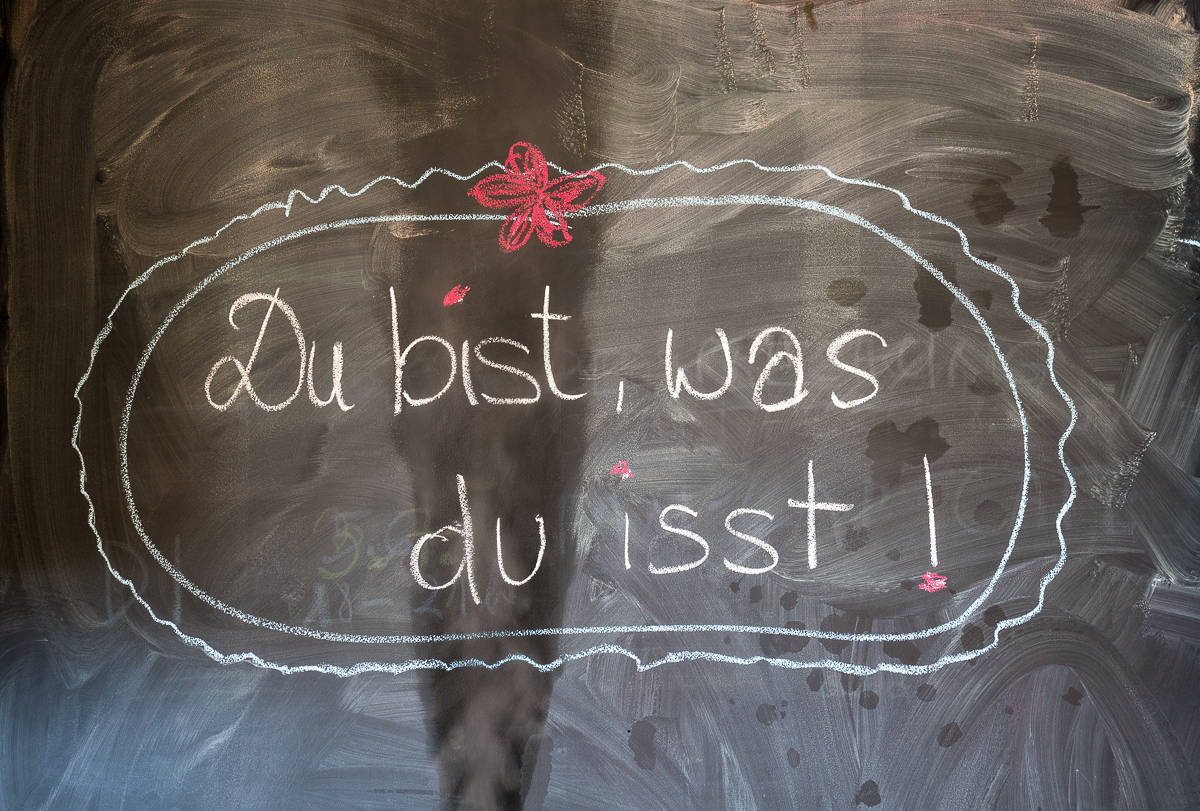 Du bist, was
du isst!